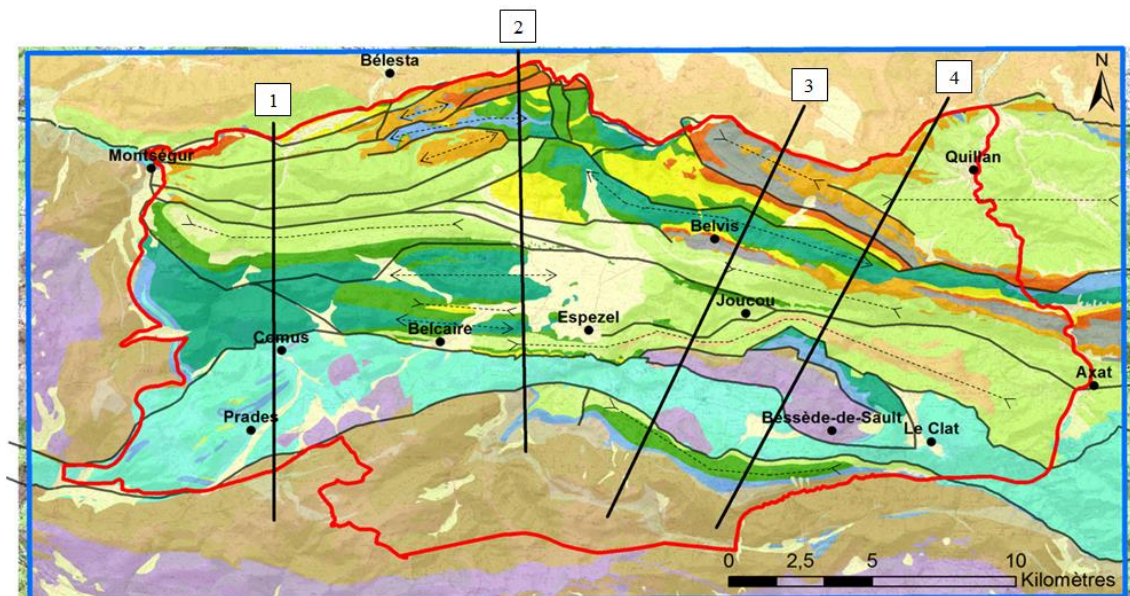 2
Bélesta
N
1
3
4
Montségur
Quillan
Belvis
Joucou
Espezel
Comus
Belcaire
Axat
Prades
Bessède-de-Sault
Le Clat
0 2,5 5 10
Kilomètres